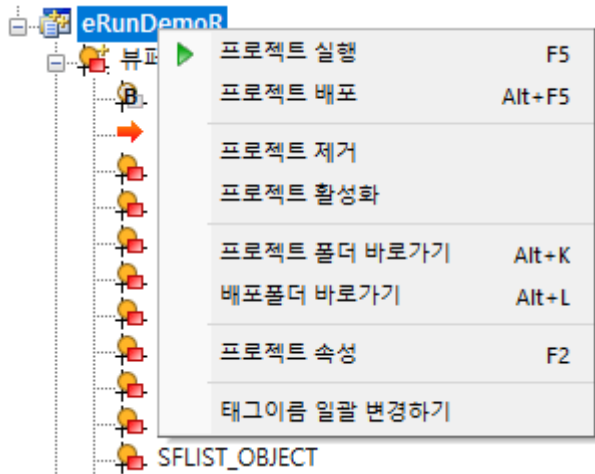 eRunDemoR
뷰
프로젝트 실행 F5
프로젝트 배포 Alt+F5
프로젝트 제거
프로젝트 활성화
프로젝트 폴더 바로가기 Alt+K
배포폴더 바로가기 Alt+L
프로젝트 속성 F2
태그이름 일괄 변경하기
B
SFLIST_OBJECT